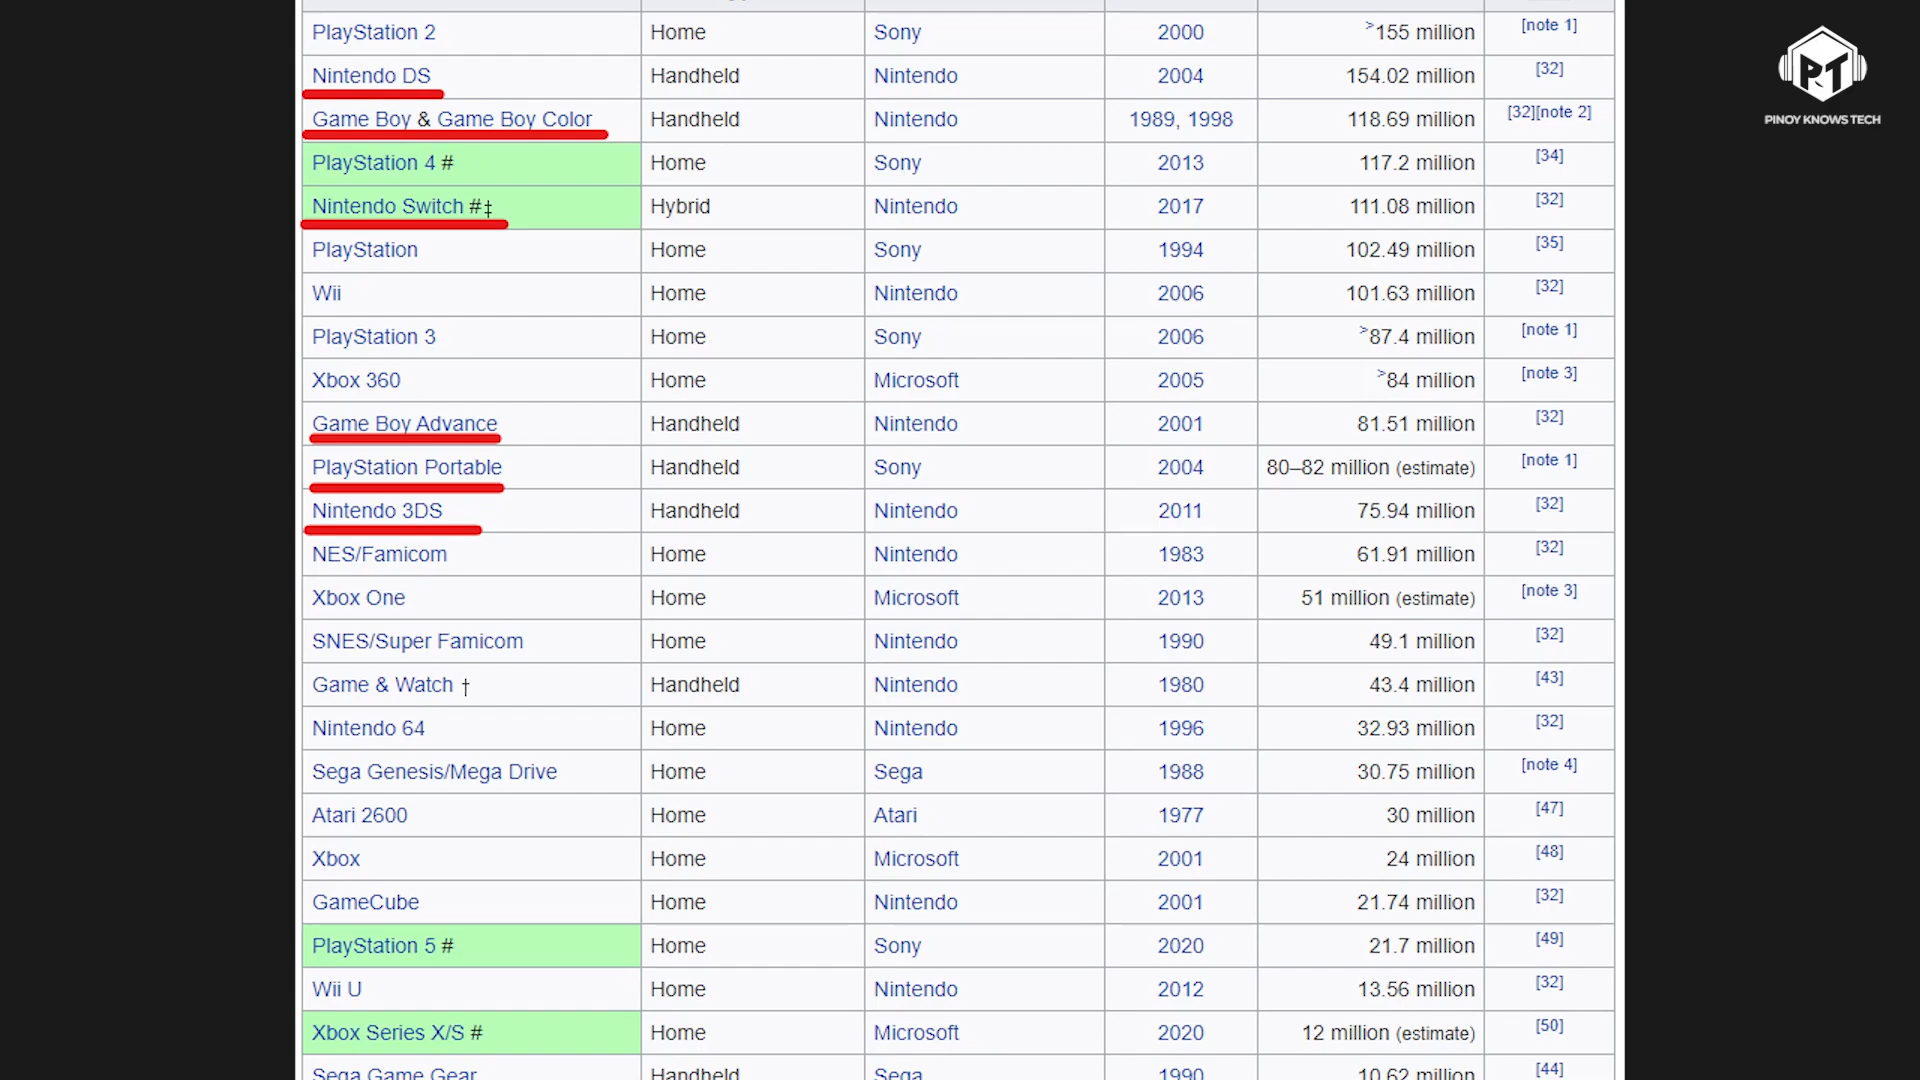 PlayStation 2 Home Sony 2000 >155 million [note 1]
Nintendo DS Handheld Nintendo 2004 154.02 million [32]
Game Boy & Game Boy Color Handheld Nintendo 1989, 1998 118.69 million [32][note 2]
PlayStation 4 # Home Sony 2013 117.2 million [34]
Nintendo Switch #‡ Hybrid Nintendo 2017 111.08 million [32]
PlayStation Home Sony 1994 102.49 million [35]
Wii Home Nintendo 2006 101.63 million [32]
PlayStation 3 Home Sony 2006 >87.4 million [note 1]
Xbox 360 Home Microsoft 2005 >84 million [note 3]
Game Boy Advance Handheld Nintendo 2001 81.51 million [32]
PlayStation Portable Handheld Sony 2004 80–82 million (estimate) [note 1]
Nintendo 3DS Handheld Nintendo 2011 75.94 million [32]
NES/Famicom Home Nintendo 1983 61.91 million [32]
Xbox One Home Microsoft 2013 51 million (estimate) [note 3]
SNES/Super Famicom Home Nintendo 1990 49.1 million [32]
Game & Watch † Handheld Nintendo 1980 43.4 million [43]
Nintendo 64 Home Nintendo 1996 32.93 million [32]
Sega Genesis/Mega Drive Home Sega 1988 30.75 million [note 4]
Atari 2600 Home Atari 1977 30 million [47]
Xbox Home Microsoft 2001 24 million [48]
GameCube Home Nintendo 2001 21.74 million [32]
PlayStation 5 # Home Sony 2020 21.7 million [49]
Wii U Home Nintendo 2012 13.56 million [32]
Xbox Series X/S # Home Microsoft 2020 12 million (estimate) [50]
Sega Game Gear Handheld Sega 1990 10.62 million [44]
PT
PINOY KNOWS TECH